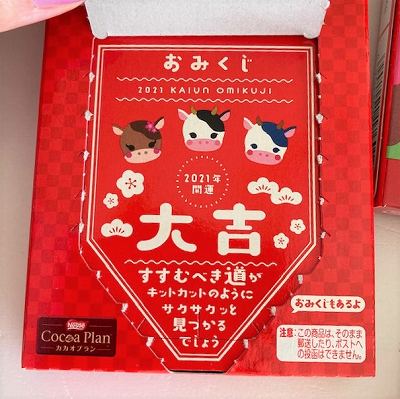 おみくじ
2021 KAIUN OMIKUJI
2021年
開運
大吉
すすむべき道が
キットカットのように
サクサクッと
見つかる
でしょう
おみくじもあるよ
Nestlé
Cocoa Plan
カカオプラン
注意:この商品は、そのまま
郵送したり、ポストへ
の投函はできません。